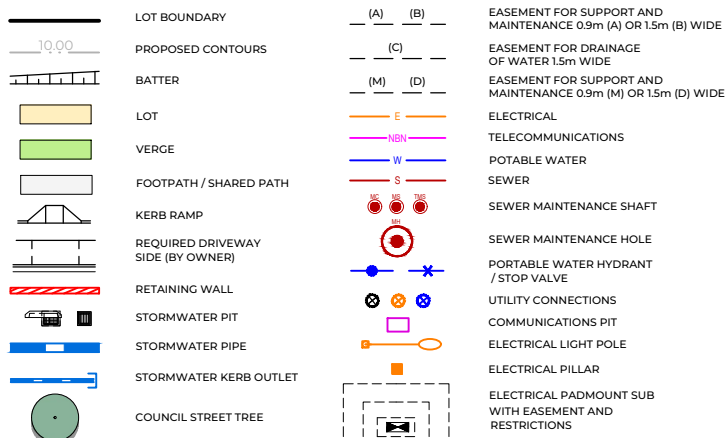 LOT BOUNDARY
10.00
PROPOSED CONTOURS
BATTER
LOT
VERGE
FOOTPATH / SHARED PATH
KERB RAMP
REQUIRED DRIVEWAY
SIDE (BY OWNER)
RETAINING WALL
STORMWATER PIT
STORMWATER PIPE
STORMWATER KERB OUTLET
COUNCIL STREET TREE
(A) (B)
EASEMENT FOR SUPPORT AND
MAINTENANCE 0.9m (A) OR 1.5m (B) WIDE
(C)
EASEMENT FOR DRAINAGE
OF WATER 1.5m WIDE
(M) (D)
EASEMENT FOR SUPPORT AND
MAINTENANCE 0.9m (M) OR 1.5m (D) WIDE
E
ELECTRICAL
NBN
TELECOMMUNICATIONS
W
POTABLE WATER
S
SEWER
MC MS TMS
SEWER MAINTENANCE SHAFT
MH
SEWER MAINTENANCE HOLE
PORTABLE WATER HYDRANT
/ STOP VALVE
UTILITY CONNECTIONS
COMMUNICATIONS PIT
ELECTRICAL LIGHT POLE
ELECTRICAL PILLAR
ELECTRICAL PADMOUNT SUB
WITH EASEMENT AND
RESTRICTIONS